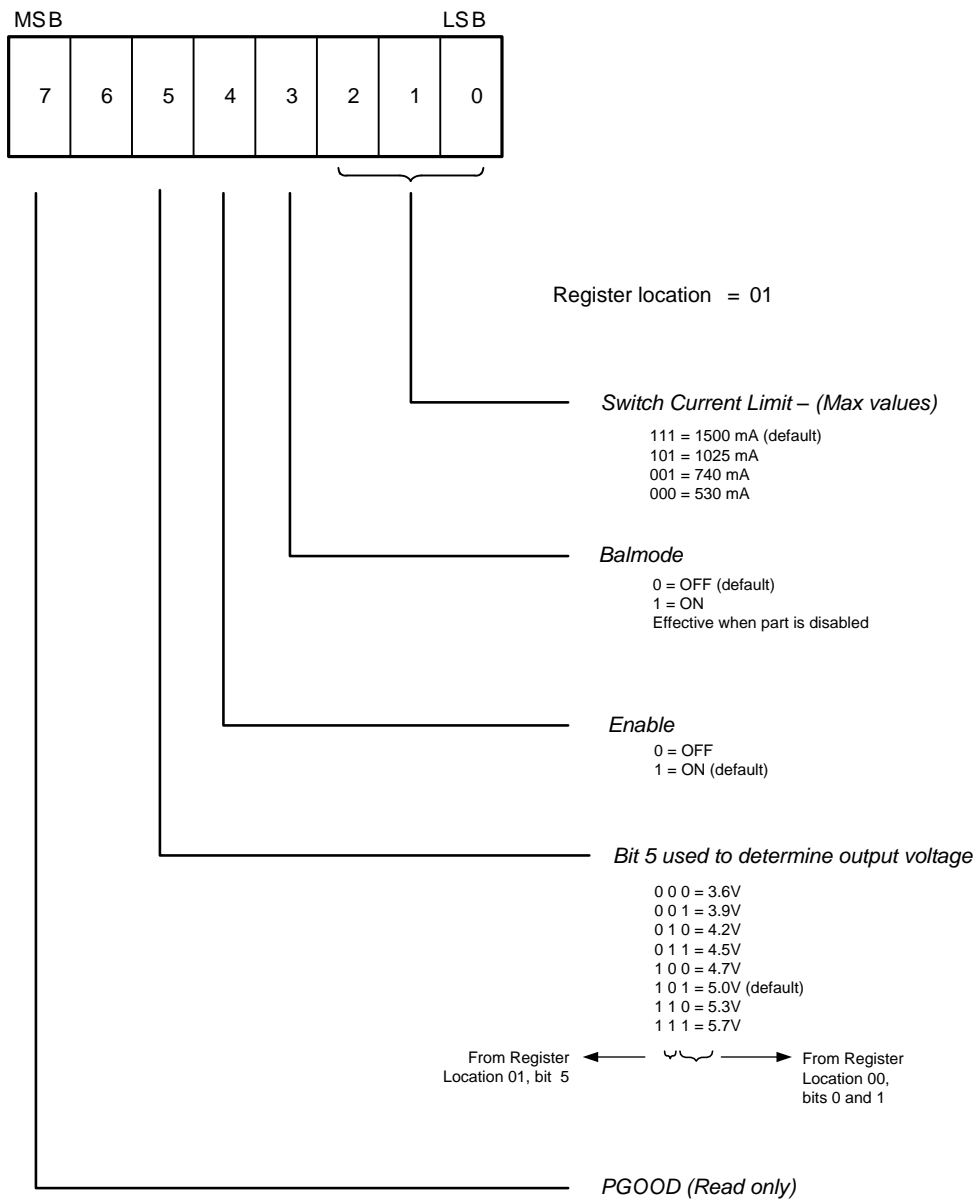 MSB LSB
7 6 5 4 3 2 1 0
Register location = 01
Switch Current Limit – (Max values)
111 = 1500 mA (default)
101 = 1025 mA
001 = 740 mA
000 = 530 mA
Balmode
0 = OFF (default)
1 = ON
Effective when part is disabled
Enable
0 = OFF
1 = ON (default)
Bit 5 used to determine output voltage
0 0 0 = 3.6V
0 0 1 = 3.9V
0 1 0 = 4.2V
0 1 1 = 4.5V
1 0 0 = 4.7V
1 0 1 = 5.0V (default)
1 1 0 = 5.3V
1 1 1 = 5.7V
From Register
Location 01, bit 5
From Register
Location 00,
bits 0 and 1
PGOOD (Read only)